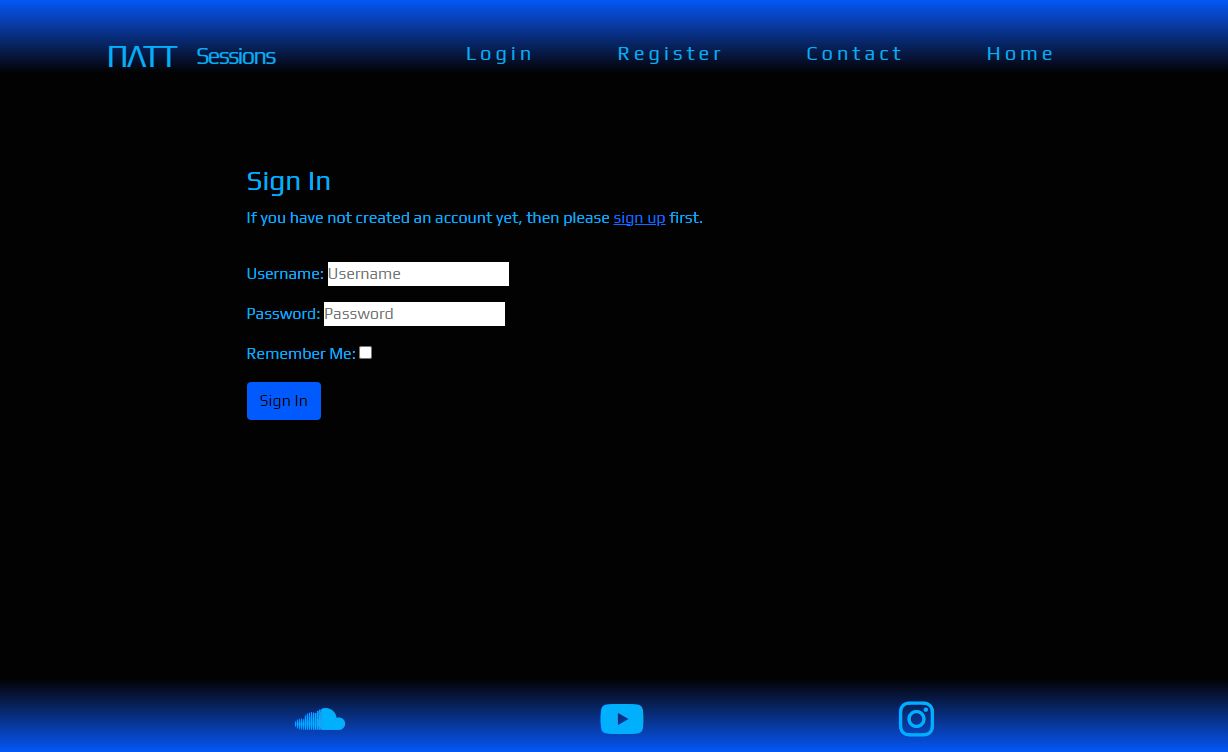 ΠΛTT Sessions Login Register Contact Home
Sign In
If you have not created an account yet, then please sign up first.
Username: Username
Password: Password
Remember Me:
Sign In